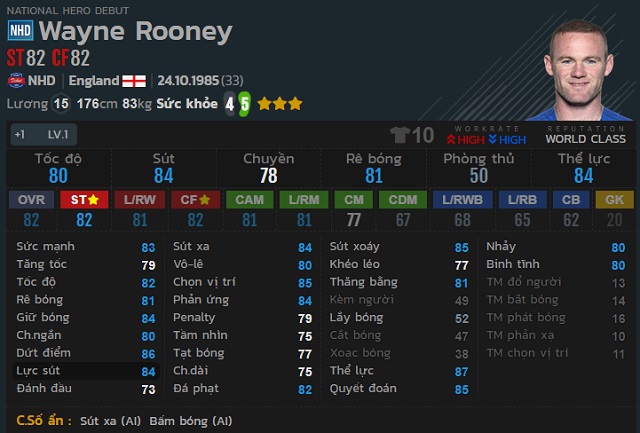 NATIONAL HERO DEBUT
NHD Wayne Rooney
ST82 CF82
NHD England 24.10.1985 (33)
Lương 15 176cm 83kg Sức khỏe 4 5
+1 LV.1 10 WORKRATE HIGH HIGH REPUTATION WORLD CLASS
Tốc độ Sút Chuyền Rê bóng Phòng thủ Thể lực
80 84 78 81 50 84
OVR ST L/RW CF CAM L/RM CM CDM L/RWB L/RB CB GK
82 82 81 82 81 81 77 67 68 65 62 20
Sức mạnh 83 Sút xa 84 Sút xoáy 85 Nhảy 80
Tăng tốc 79 Vô-lê 80 Khéo léo 77 Bình tĩnh 80
Tốc độ 82 Chọn vị trí 85 Thăng bằng 81 TM đổ người 13
Rê bóng 81 Phản ứng 84 Kèm người 49 TM bắt bóng 14
Giữ bóng 84 Penalty 79 Lấy bóng 52 TM phát bóng 16
Ch.ngắn 80 Tầm nhìn 75 Cắt bóng 47 TM phản xạ 10
Dứt điểm 86 Tạt bóng 77 Xoạc bóng 38 TM chọn vị trí 11
Lực sút 84 Ch.dài 75 Thể lực 87
Đánh đầu 73 Đá phạt 82 Quyết đoán 85
C.Số ẩn : Sút xa (AI) Bấm bóng (AI)